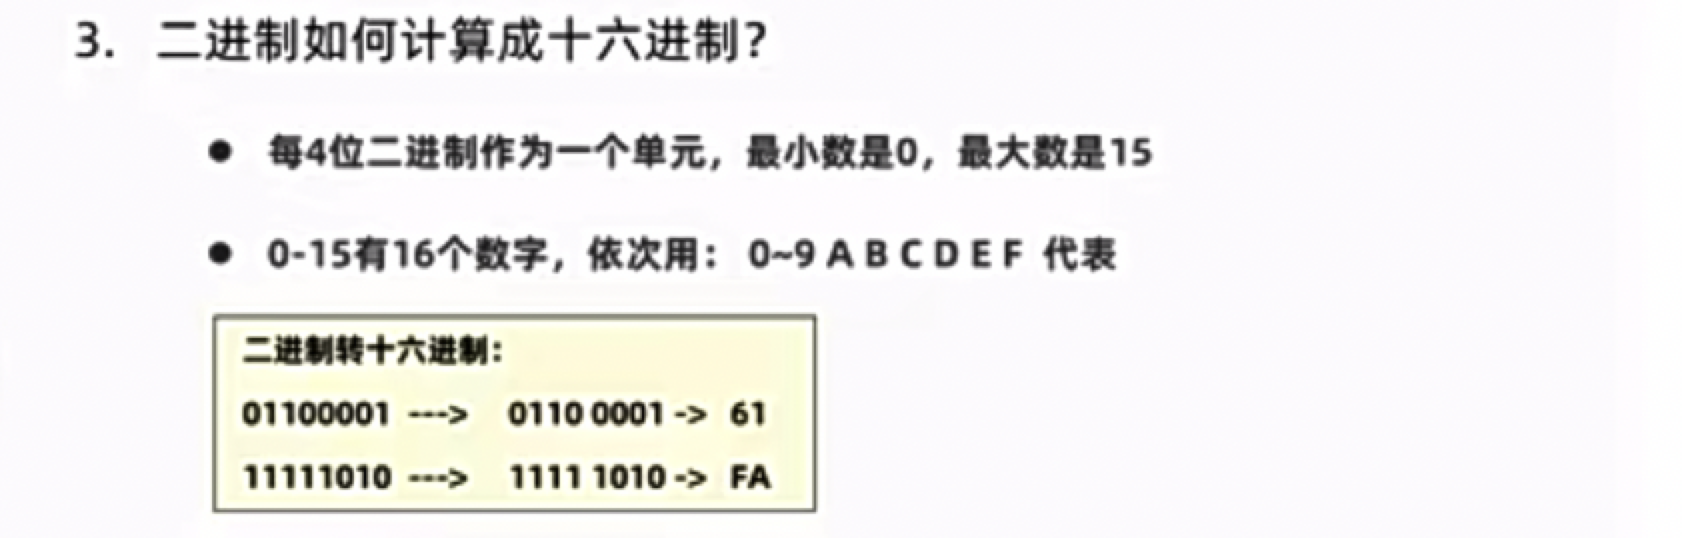 3. 二进制如何计算成十六进制？
● 每4位二进制作为一个单元，最小数是0，最大数是15
● 0-15有16个数字，依次用： 0~9 A B C D E F 代表
二进制转十六进制：
01100001 ---> 0110 0001 -> 61
11111010 ---> 1111 1010 -> FA